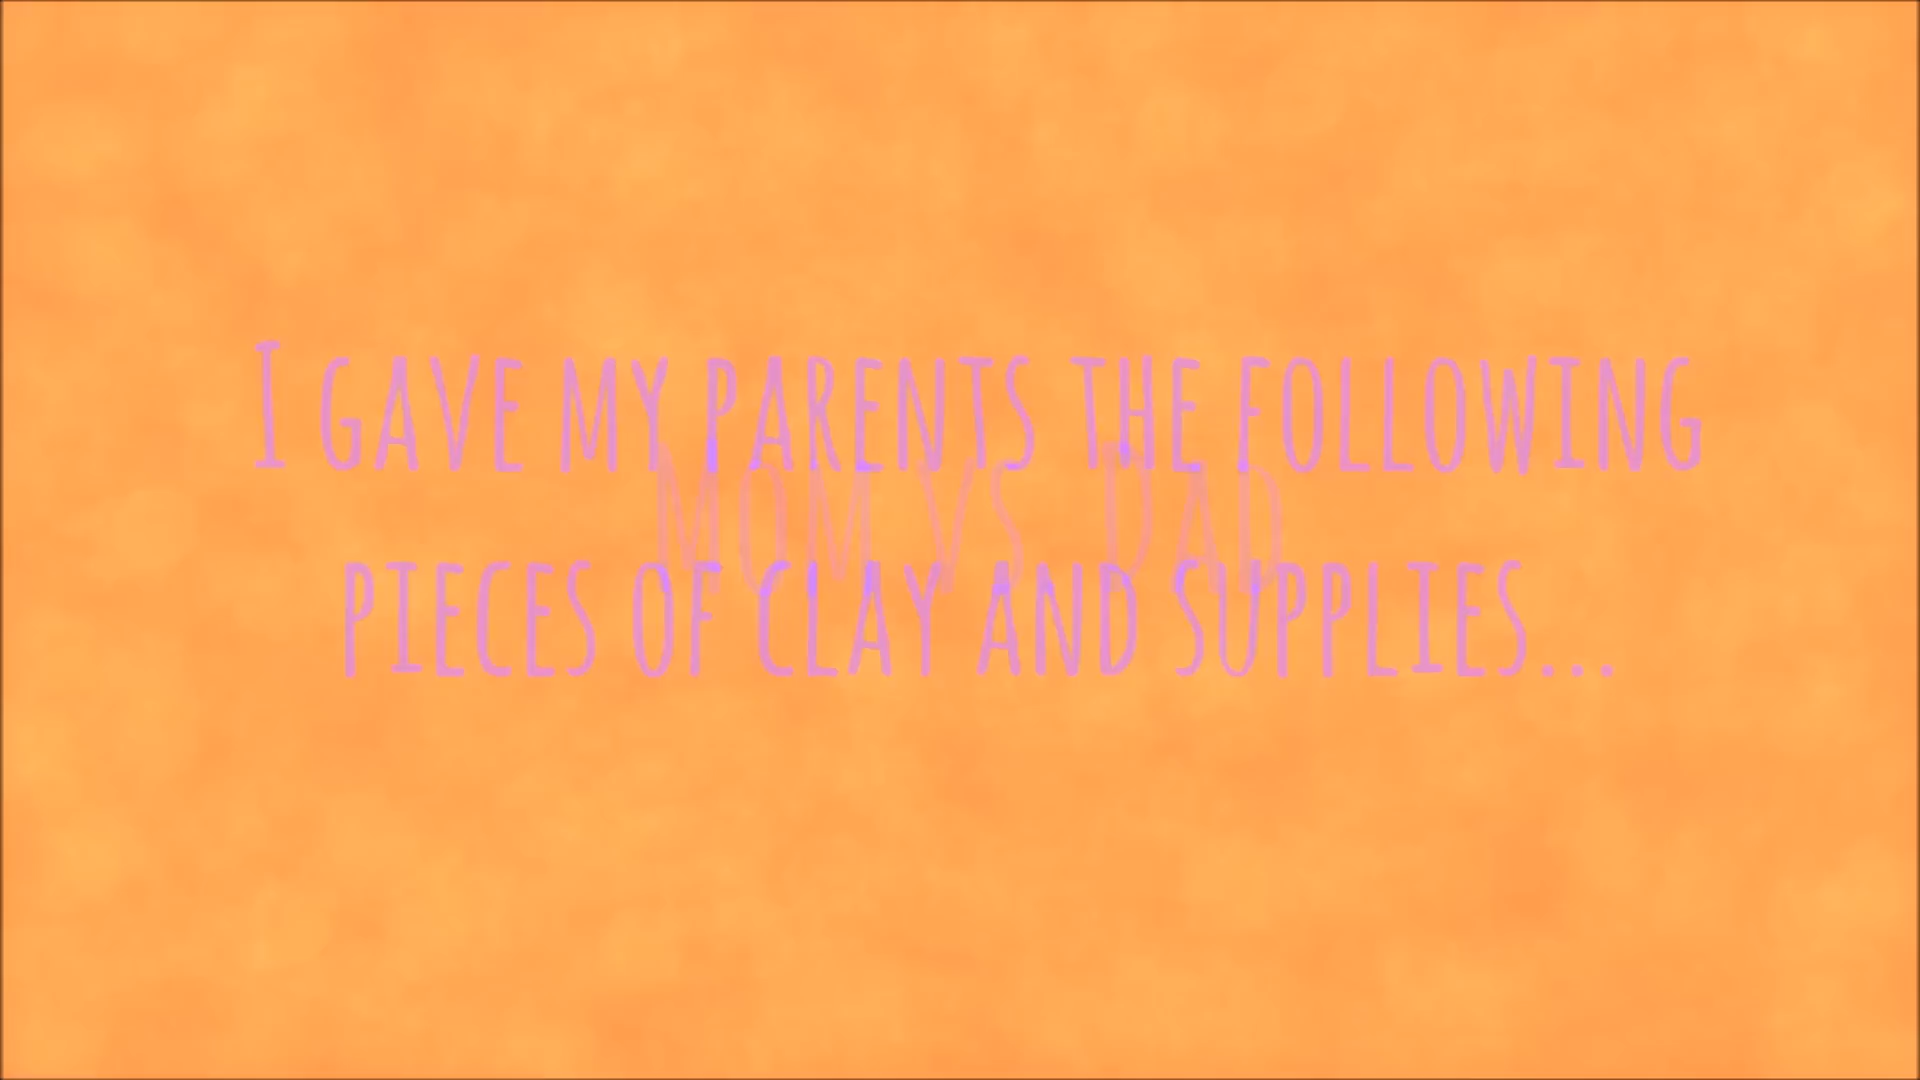 I GAVE MY PARENTS THE FOLLOWING
MOM VS. DAD
PIECES OF CLAY AND SUPPLIES...